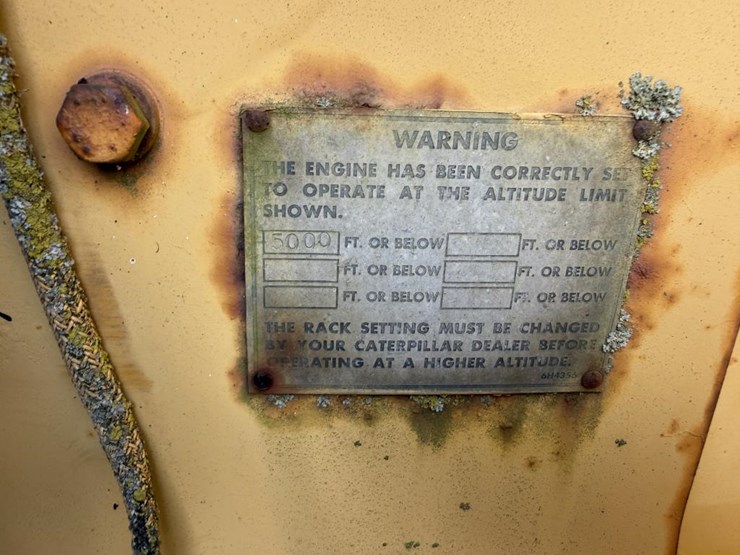 WARNING
THE ENGINE HAS BEEN CORRECTLY SET
TO OPERATE AT THE ALTITUDE LIMIT
SHOWN.
5000 FT. OR BELOW FT. OR BELOW
FT. OR BELOW FT. OR BELOW
FT. OR BELOW FT. OR BELOW
THE RACK SETTING MUST BE CHANGED
BY YOUR CATERPILLAR DEALER BEFORE
OPERATING AT A HIGHER ALTITUDE.